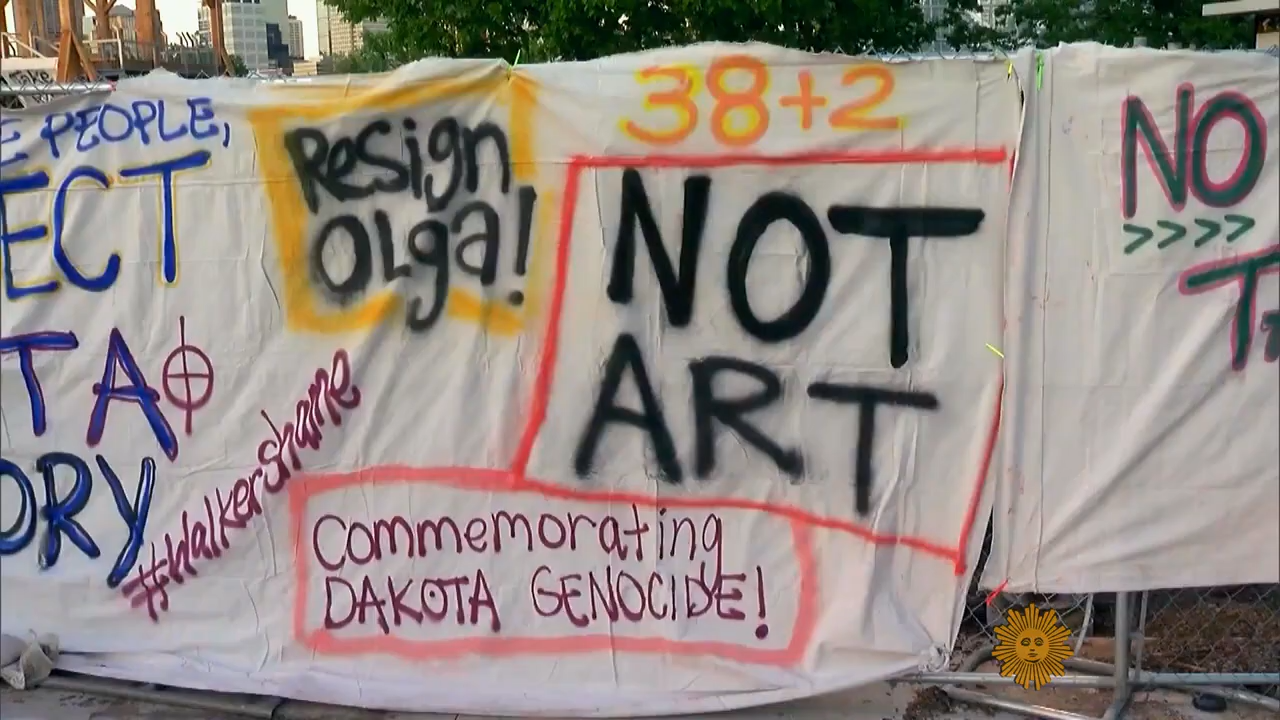 E PEOPLE,
ECT
TA
ORY
#WalkerShame
Resign
Olga!
38+2
NOT
ART
Commemorating
DAKOTA GENOCIDE!
NO
>>>>